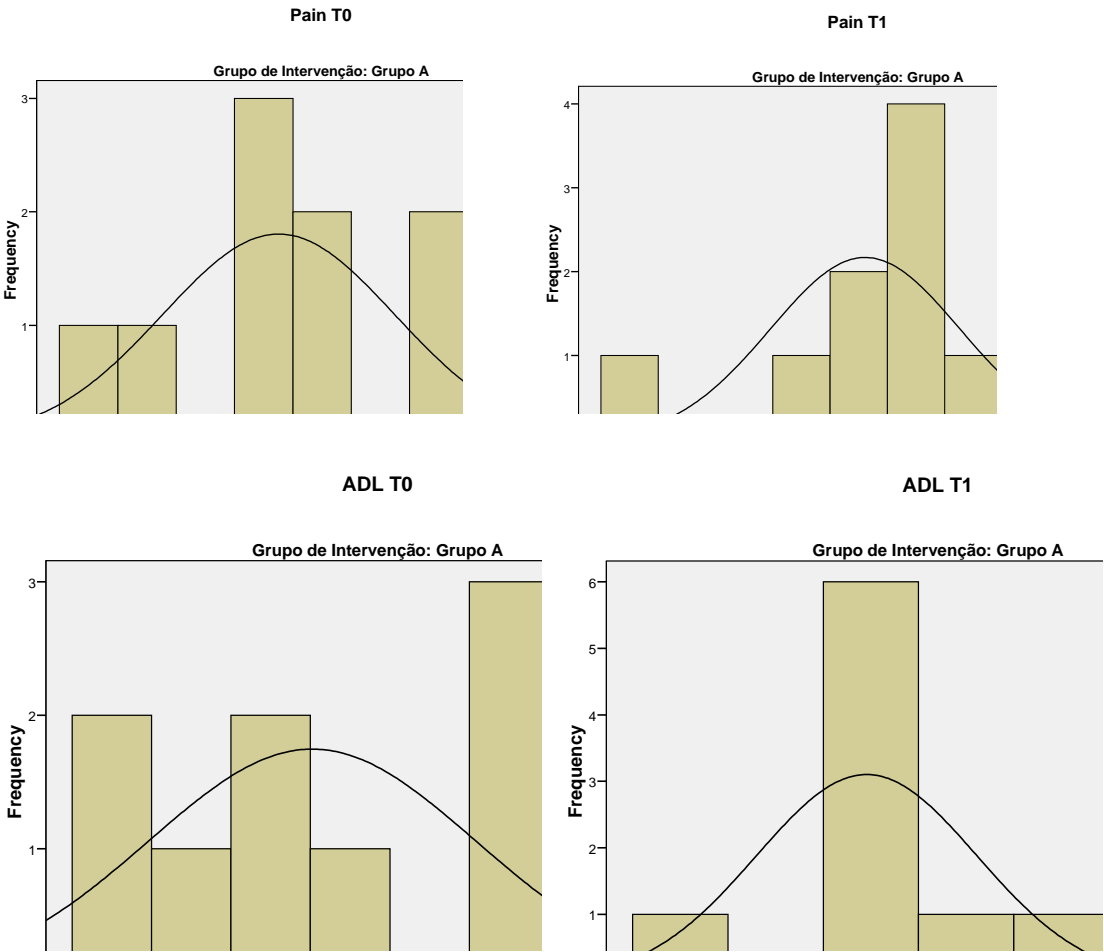 Pain T0
Grupo de Intervenção: Grupo A
3
2
1
Frequency
Pain T1
Grupo de Intervenção: Grupo A
4
3
2
1
Frequency
ADL T0
Grupo de Intervenção: Grupo A
3
2
1
Frequency
ADL T1
Grupo de Intervenção: Grupo A
6
5
4
3
2
1
Frequency